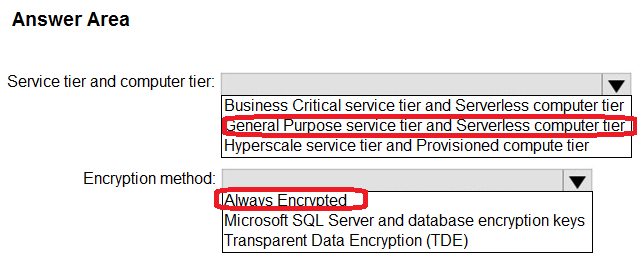 Answer Area
Service tier and computer tier:
Business Critical service tier and Serverless computer tier
General Purpose service tier and Serverless computer tier
Hyperscale service tier and Provisioned compute tier
Encryption method:
Always Encrypted
Microsoft SQL Server and database encryption keys
Transparent Data Encryption (TDE)